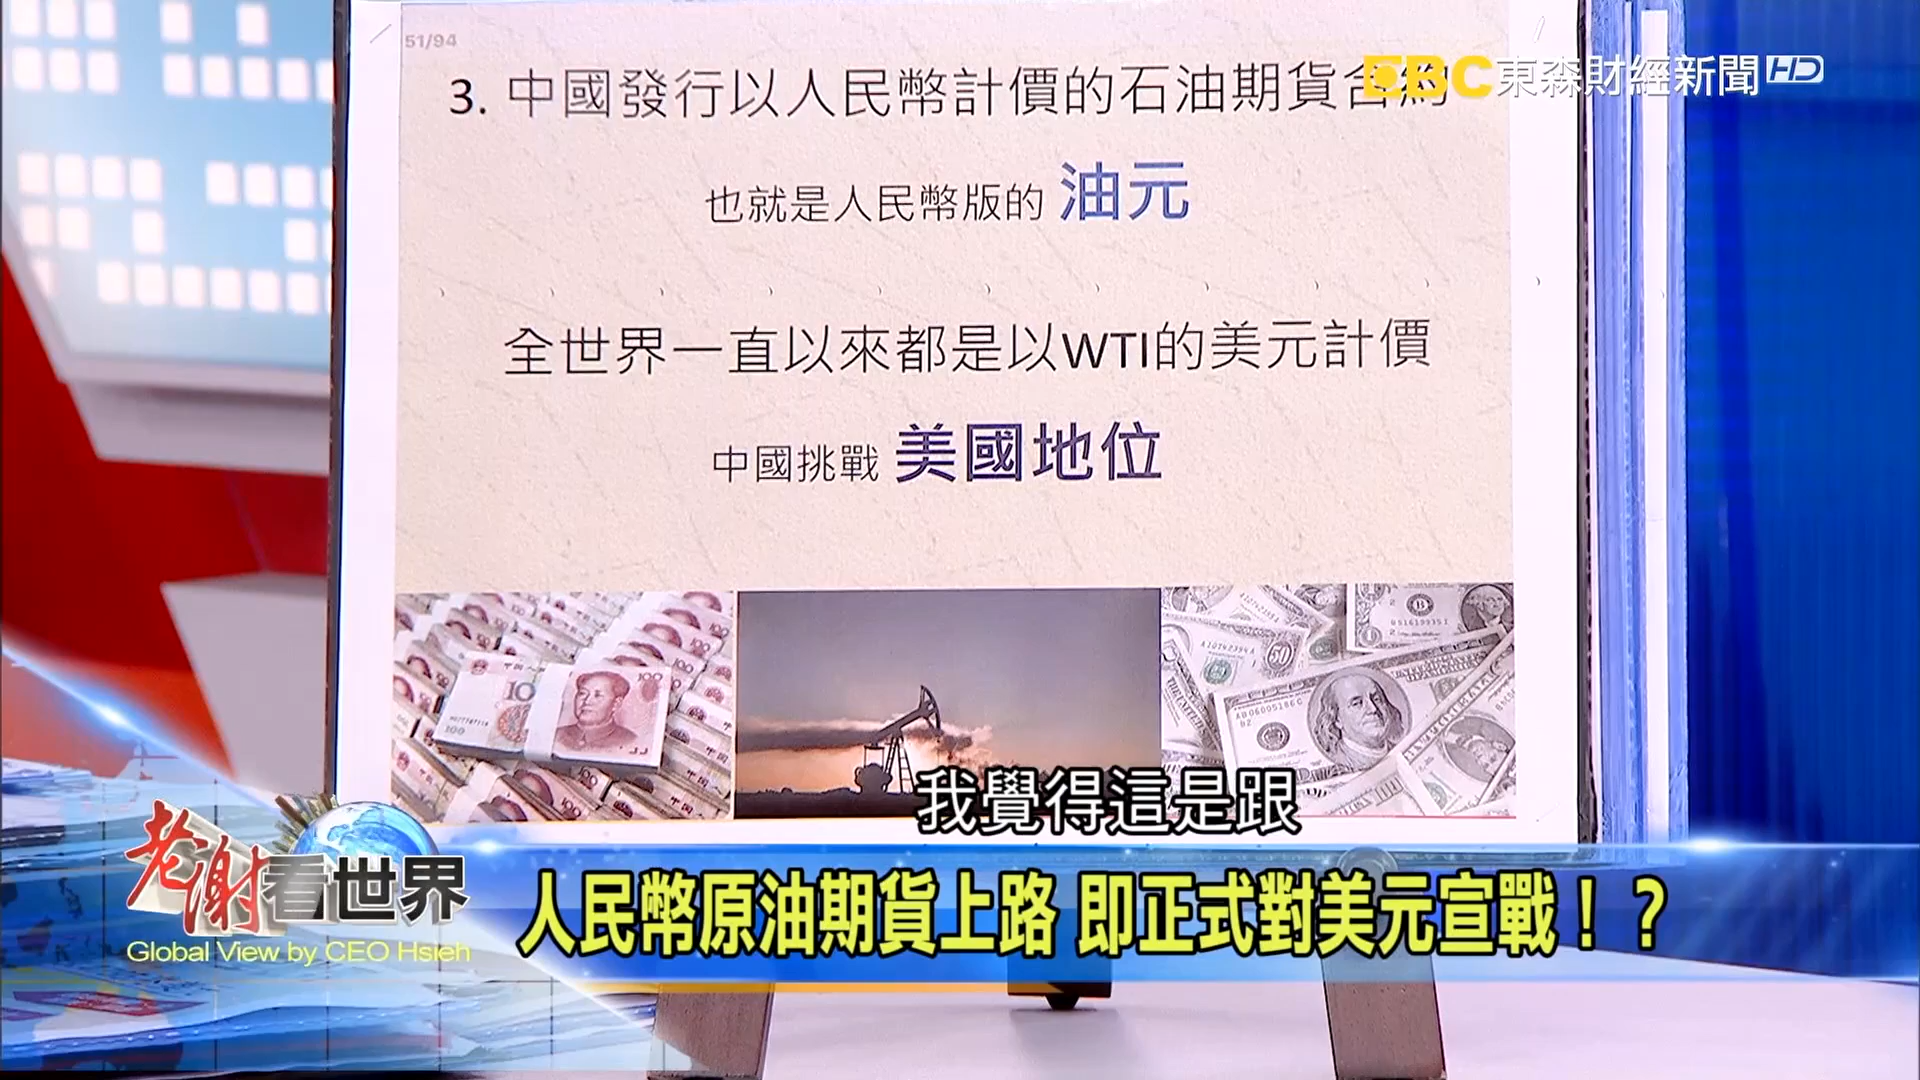 51/94
EBC東森財經新聞HD
3. 中國發行以人民幣計價的石油期貨合約
也就是人民幣版的 油元
全世界一直以來都是以WTI的美元計價
中國挑戰 美國地位
100
100
AB06005186C
B2
我覺得這是跟
老謝看世界
Global View by CEO Hsieh
人民幣原油期貨上路 即正式對美元宣戰！？